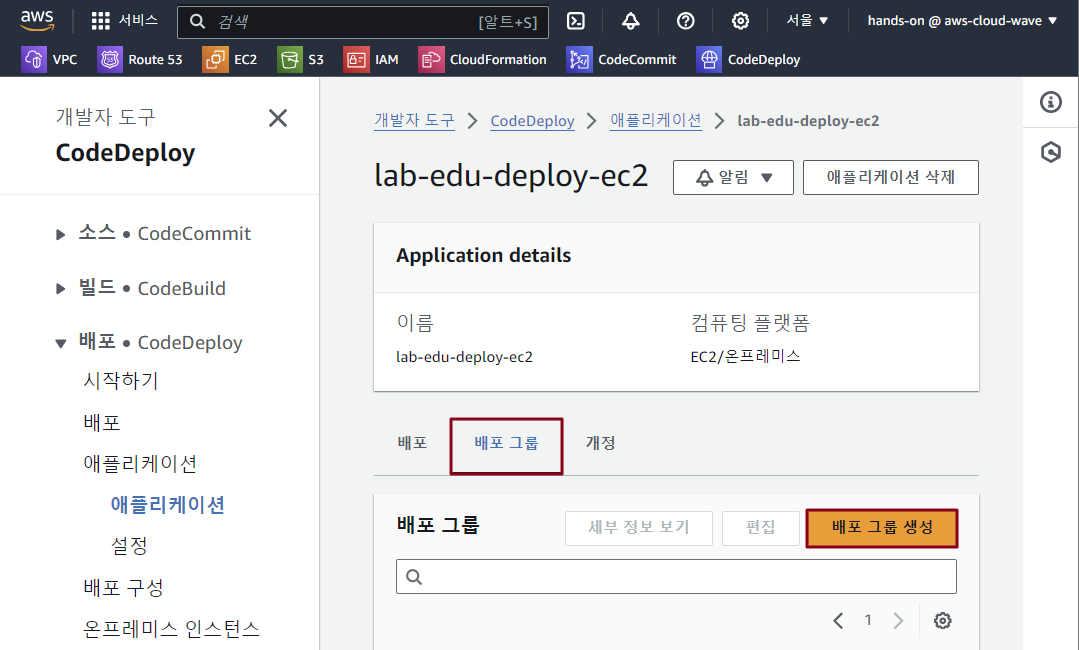 aws 서비스 검색 [알트+S] 서울 ▼ hands-on @ aws-cloud-wave ▼
VPC Route 53 EC2 S3 IAM CloudFormation CodeCommit CodeDeploy
개발자 도구
CodeDeploy
소스 • CodeCommit
빌드 • CodeBuild
배포 • CodeDeploy
시작하기
배포
애플리케이션
애플리케이션
설정
배포 구성
온프레미스 인스턴스
개발자 도구 > CodeDeploy > 애플리케이션 > lab-edu-deploy-ec2
lab-edu-deploy-ec2 알림 ▼ 애플리케이션 삭제
Application details
이름 컴퓨팅 플랫폼
lab-edu-deploy-ec2 EC2/온프레미스
배포 배포 그룹 개정
배포 그룹 세부 정보 보기 편집 배포 그룹 생성
1